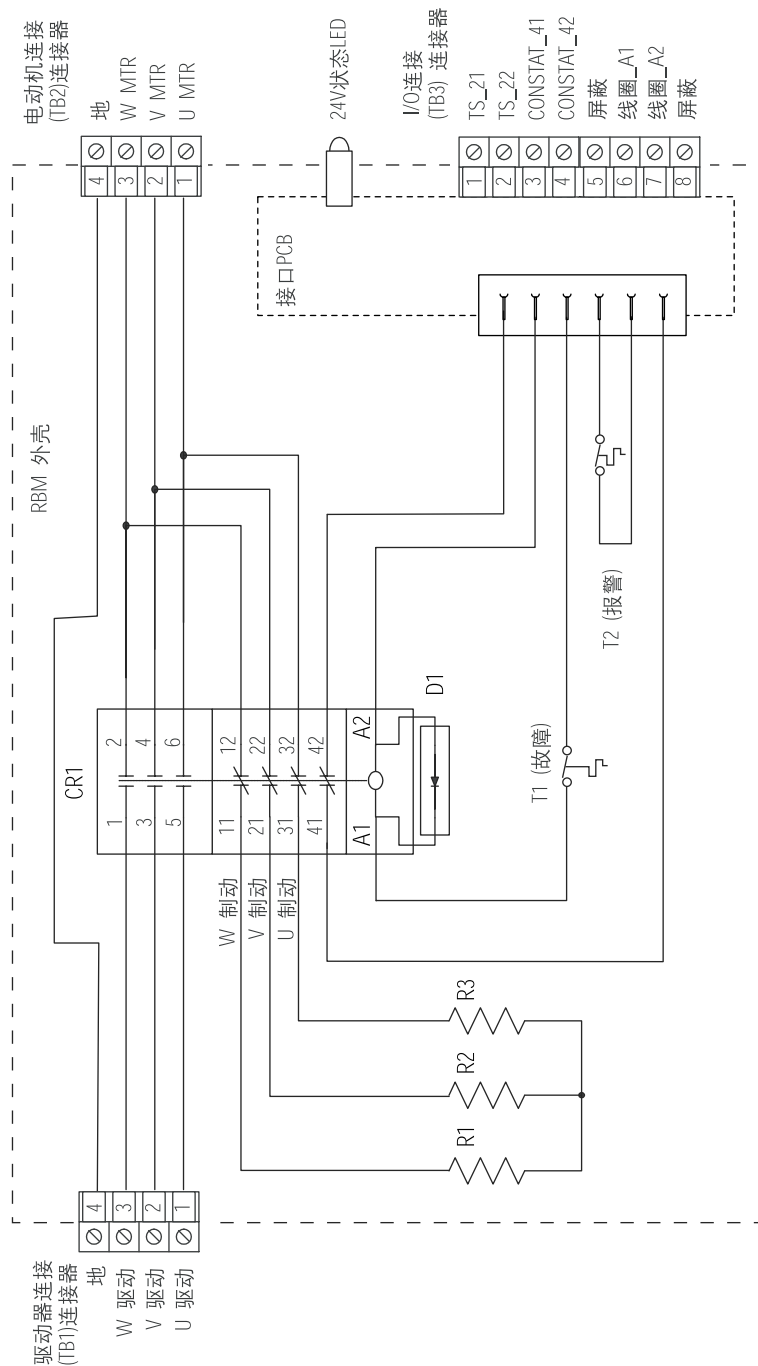 驱动器连接
(TB1)连接器
地
W 驱动
V 驱动
U 驱动
4
3
2
1
RBM 外壳
CR1
1
2
3
4
5
6
11
12
21
22
31
32
41
42
A1
A2
D1
W 制动
V 制动
U 制动
R1
R2
R3
T1 (故障)
T2 (报警)
电动机连接
(TB2)连接器
地
W MTR
V MTR
U MTR
4
3
2
1
24V状态LED
接口PCB
I/O连接
(TB3) 连接器
TS_21
TS_22
CONSTAT_41
CONSTAT_42
屏蔽
线圈_A1
线圈_A2
屏蔽
1
2
3
4
5
6
7
8